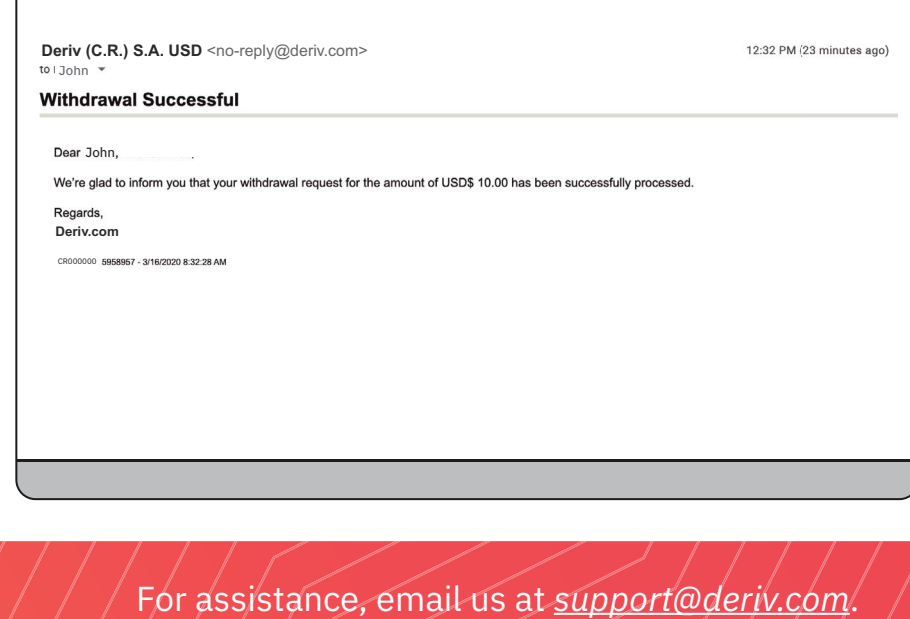 Deriv (C.R.) S.A. USD <no-reply@deriv.com> 12:32 PM (23 minutes ago)
to John
Withdrawal Successful
Dear John,
We're glad to inform you that your withdrawal request for the amount of USD$ 10.00 has been successfully processed.
Regards,
Deriv.com
CR000000 5958957 - 3/16/2020 8:32:28 AM
For assistance, email us at support@deriv.com.